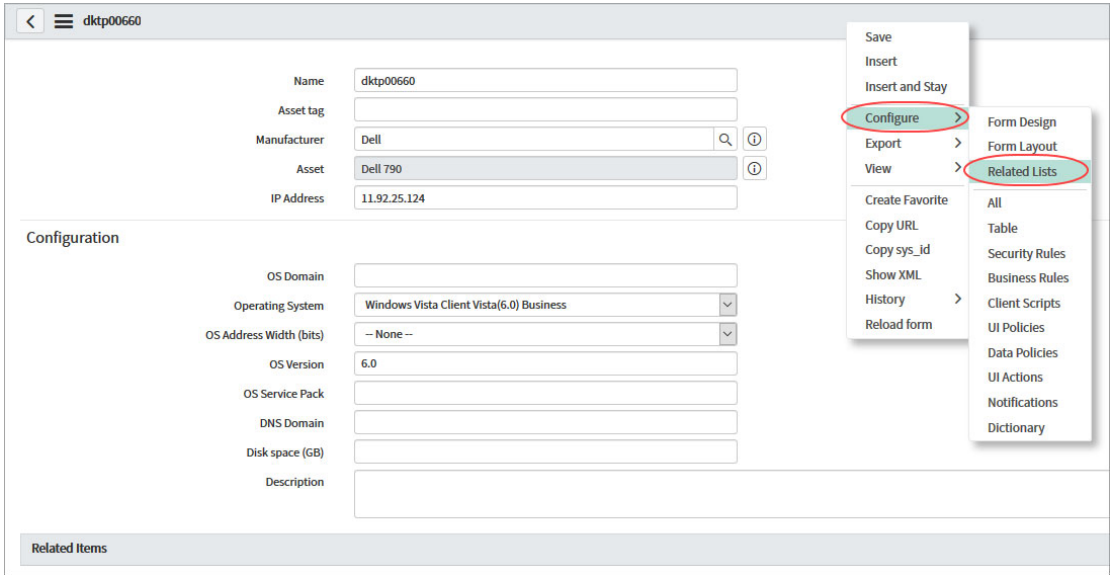 dktp00660
Name dktp00660
Asset tag
Manufacturer Dell
Asset Dell 790
IP Address 11.92.25.124
Configuration
OS Domain
Operating System Windows Vista Client Vista(6.0) Business
OS Address Width (bits) -- None --
OS Version 6.0
OS Service Pack
DNS Domain
Disk space (GB)
Description
Related Items
Save
Insert
Insert and Stay
Configure
Export
View
Create Favorite
Copy URL
Copy sys_id
Show XML
History
Reload form
Form Design
Form Layout
Related Lists
All
Table
Security Rules
Business Rules
Client Scripts
UI Policies
Data Policies
UI Actions
Notifications
Dictionary